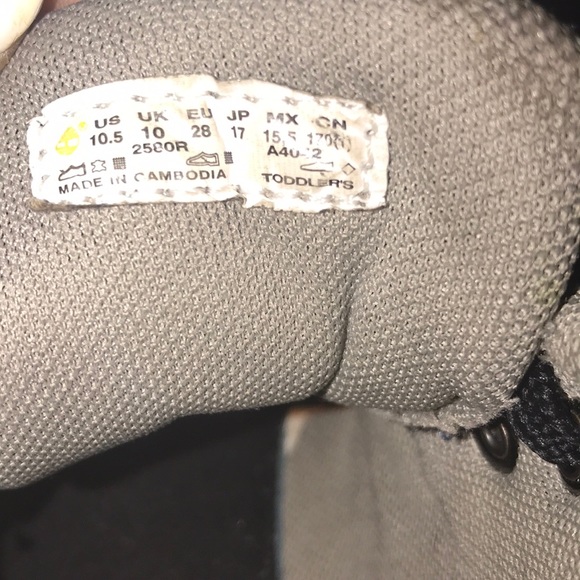 US UK EU JP MX CN
10.5 10 28 17 15.5 170(1)
2580R
MADE IN CAMBODIA TODDLER'S